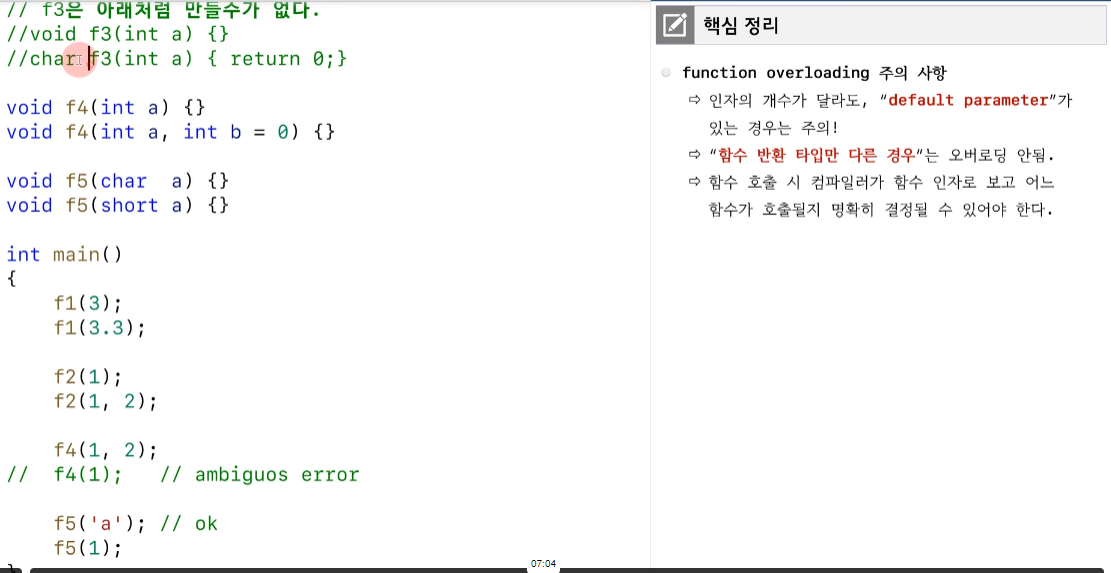 // f3은 아래처럼 만들수가 없다.
//void f3(int a) {}
//char f3(int a) { return 0;}
void f4(int a) {}
void f4(int a, int b = 0) {}
void f5(char  a) {}
void f5(short a) {}
int main()
{
    f1(3);
    f1(3.3);
    f2(1);
    f2(1, 2);
    f4(1, 2);
//  f4(1);   // ambiguos error
    f5('a'); // ok
    f5(1);
}
핵심 정리
function overloading 주의 사항
⇨ 인자의 개수가 달라도, “default parameter”가
있는 경우는 주의!
⇨ “함수 반환 타입만 다른 경우”는 오버로딩 안됨.
⇨ 함수 호출 시 컴파일러가 함수 인자로 보고 어느
함수가 호출될지 명확히 결정될 수 있어야 한다.
07:04